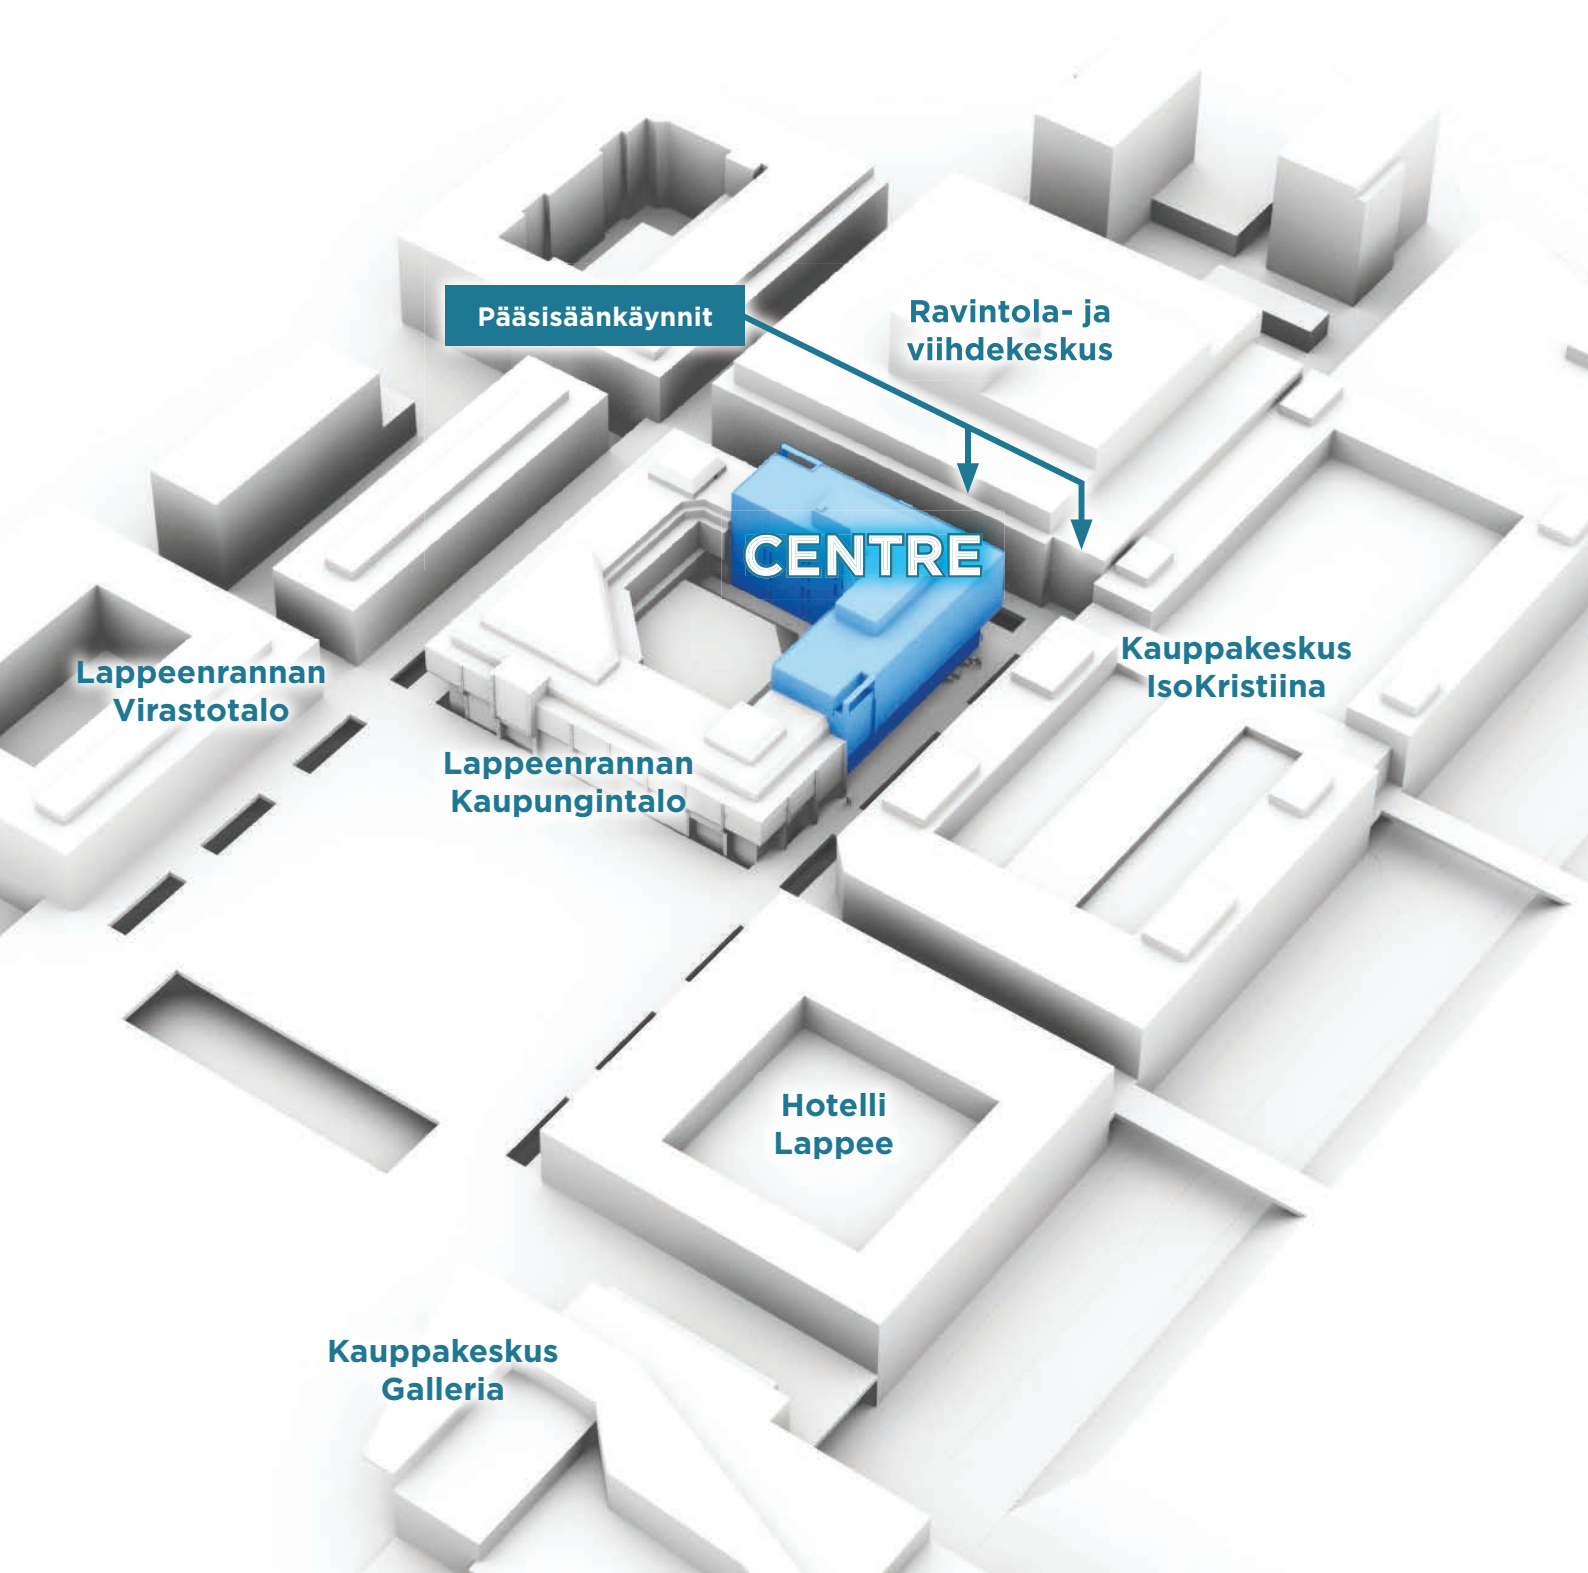 Pääsisäänkäynnit
Ravintola- ja
viihdekeskus
CENTRE
Kauppakeskus
IsoKristiina
Lappeenrannan
Virastotalo
Lappeenrannan
Kaupungintalo
Hotelli
Lappee
Kauppakeskus
Galleria